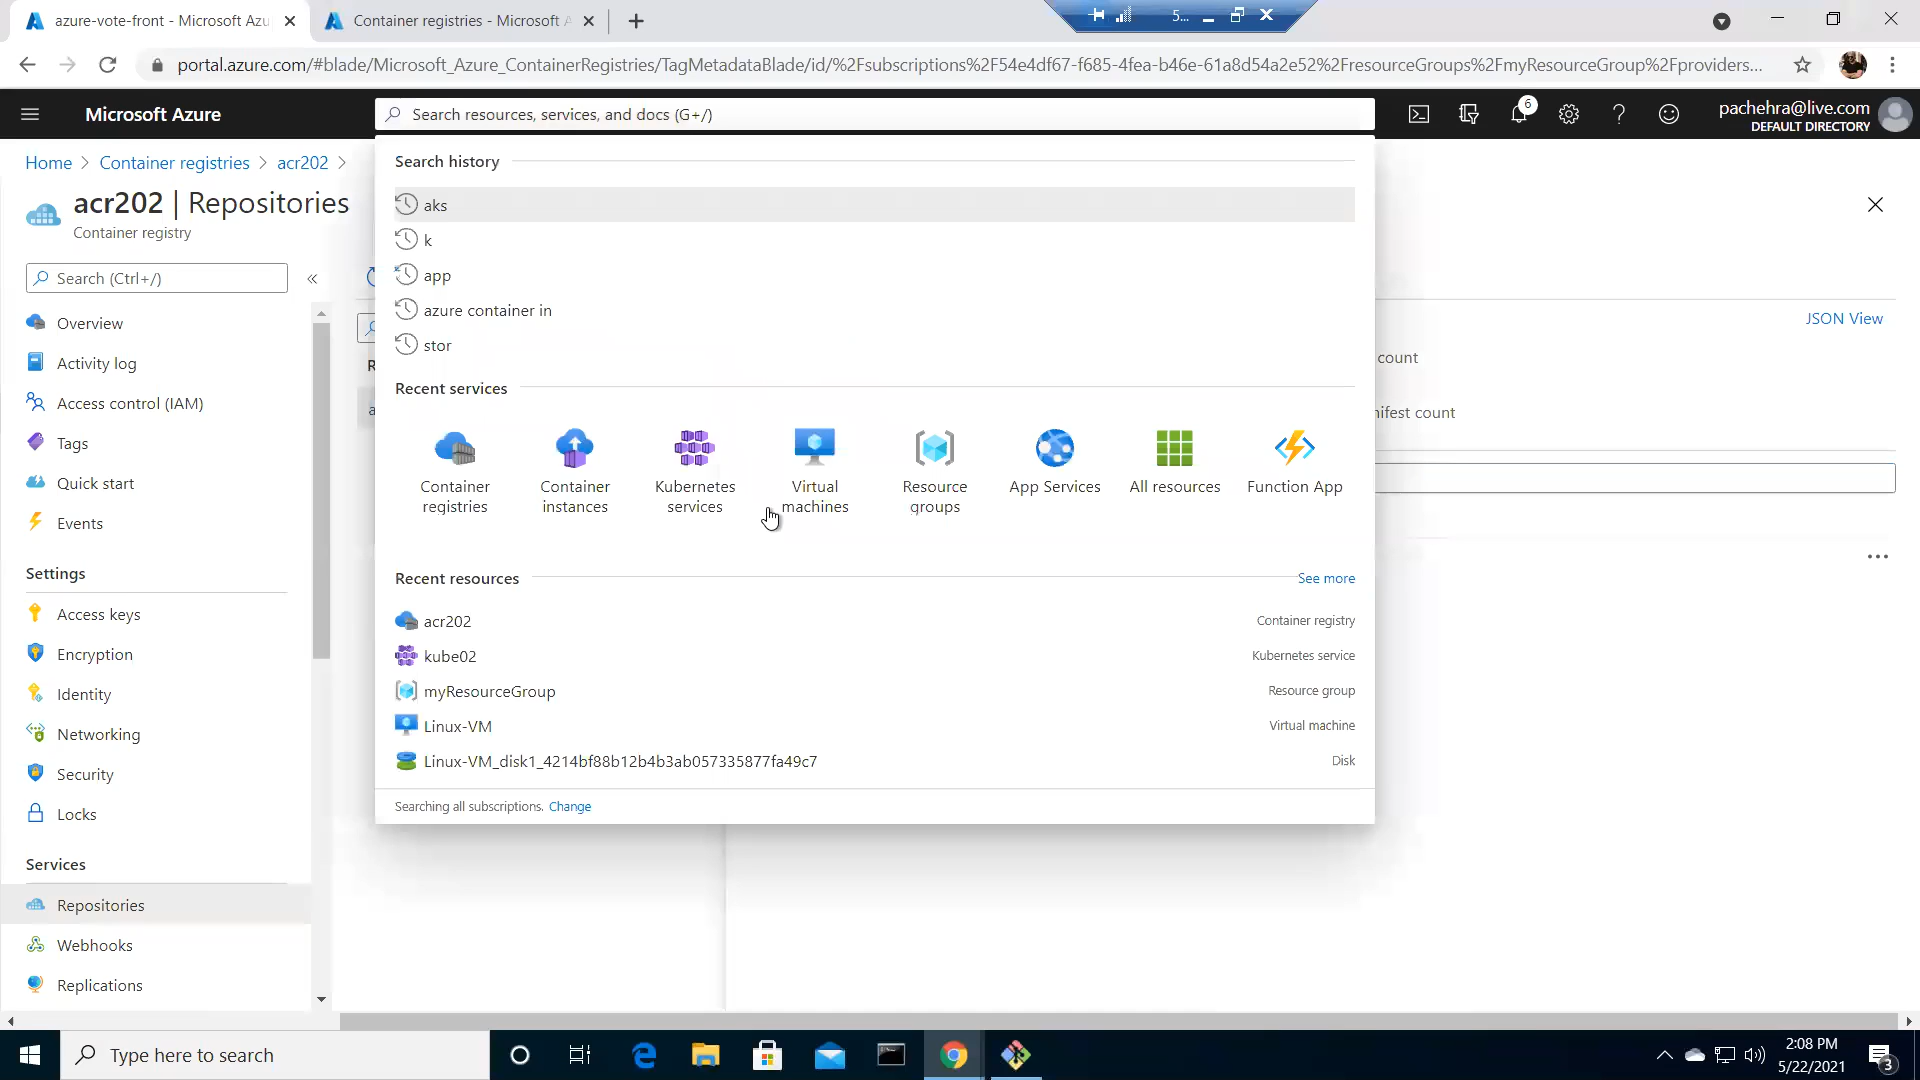 azure-vote-front - Microsoft Azu
Container registries - Microsoft A
5...
portal.azure.com/#blade/Microsoft_Azure_ContainerRegistries/TagMetadataBlade/id/%2Fsubscriptions%2F54e4df67-f685-4fea-b46e-61a8d54a2e52%2FresourceGroups%2FmyResourceGroup%2Fproviders...
Microsoft Azure
Search resources, services, and docs (G+/)
6
pachehra@live.com
DEFAULT DIRECTORY
Home > Container registries > acr202 >
acr202 | Repositories
Container registry
Search (Ctrl+/)
«
Overview
Activity log
Access control (IAM)
Tags
Quick start
Events
Settings
Access keys
Encryption
Identity
Networking
Security
Locks
Services
Repositories
Webhooks
Replications
R
a
Search history
aks
k
app
azure container in
stor
Recent services
Container registries
Container instances
Kubernetes services
Virtual machines
Resource groups
App Services
All resources
Function App
Recent resources
See more
acr202 Container registry
kube02 Kubernetes service
myResourceGroup Resource group
Linux-VM Virtual machine
Linux-VM_disk1_4214bf88b12b4b3ab057335877fa49c7 Disk
Searching all subscriptions. Change
JSON View
count
nifest count
Type here to search
2:08 PM
5/22/2021
3